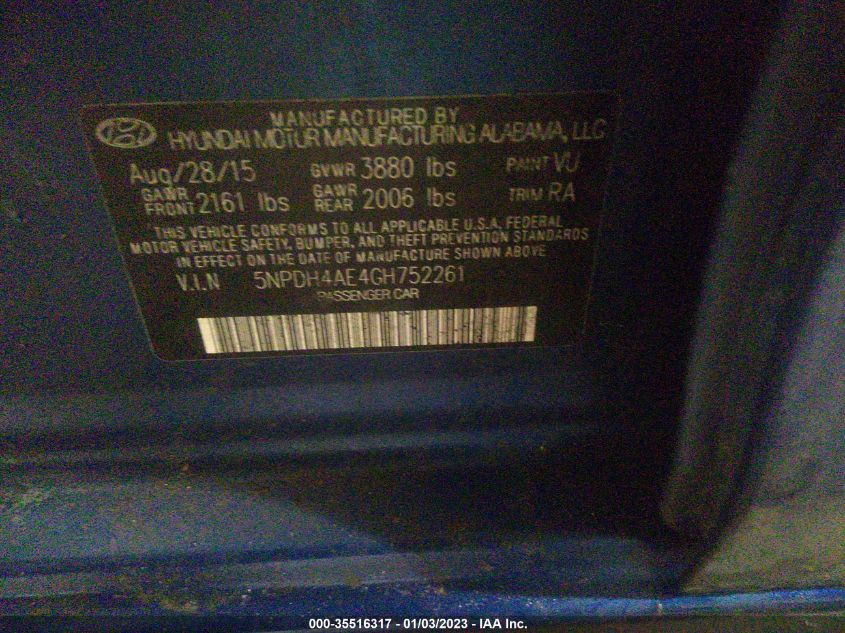 MANUFACTURED BY
HYUNDAI MOTOR MANUFACTURING ALABAMA, LLC
Aug/28/15 GVWR 3880 lbs PAINT VU
GAWR FRONT 2161 lbs GAWR REAR 2006 lbs TRIM RA
THIS VEHICLE CONFORMS TO ALL APPLICABLE U.S.A. FEDERAL
MOTOR VEHICLE SAFETY, BUMPER, AND THEFT PREVENTION STANDARDS
IN EFFECT ON THE DATE OF MANUFACTURE SHOWN ABOVE
V.I.N 5NPDH4AE4GH752261
PASSENGER CAR
000-35516317 - 01/03/2023 - IAA Inc.